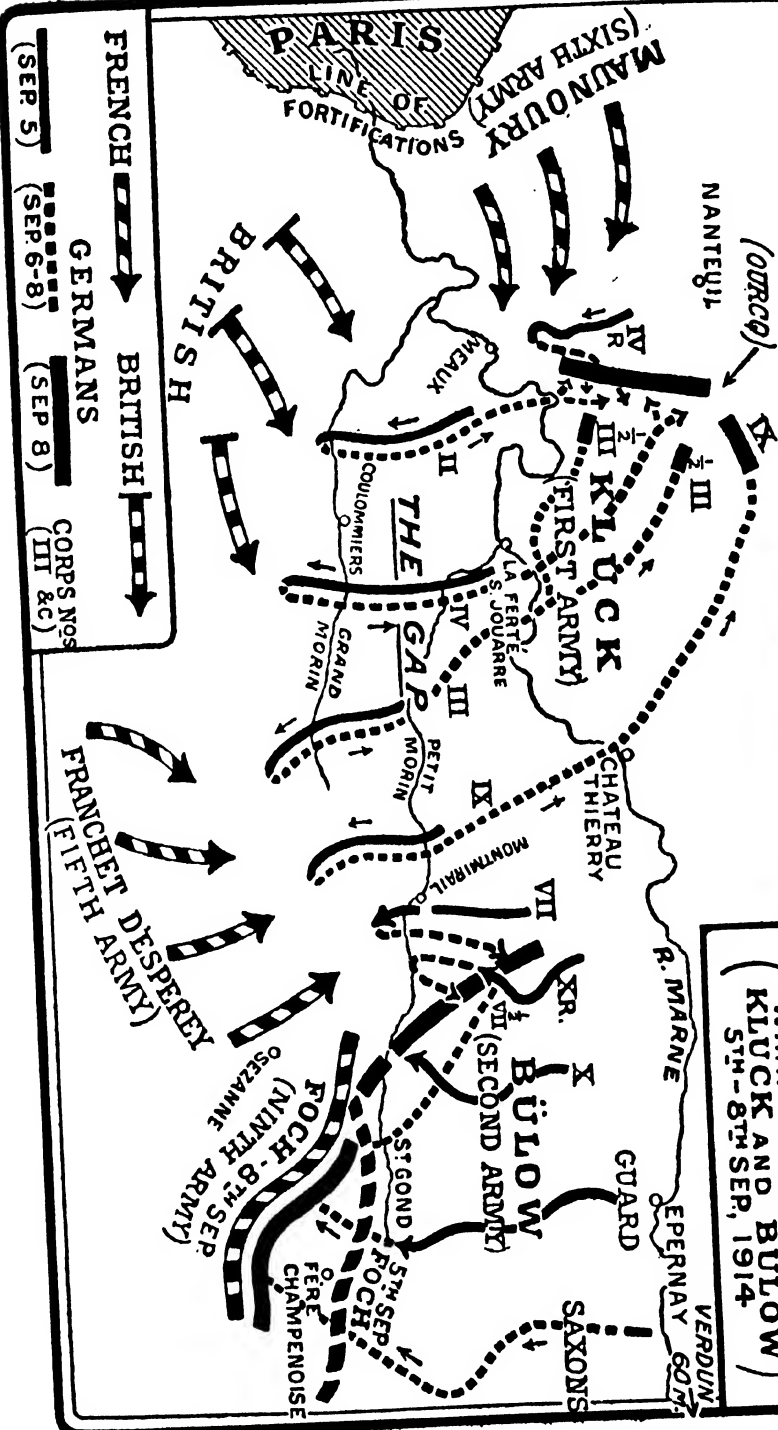 KLUCK AND BÜLOW
5TH - 8TH SEP, 1914
VERDUN
60 M.
PARIS
LINE OF
FORTIFICATIONS
MAUNOURY
(SIXTH ARMY)
NANTEUIL
(OURCQ)
IV
R
IX
½
III
½
III
KLUCK
(FIRST ARMY)
MEAUX
II
COULOMMIERS
THE GAP
LA FERTÉ
S. JOUARRE
IV
III
GRAND
MORIN
PETIT
MORIN
IX
CHATEAU
THIERRY
MONTMIRAIL
R. MARNE
VII
XR.
½
VII
X
BÜLOW
(SECOND ARMY)
GUARD
EPERNAY
SAXONS
ST GOND
5TH SEP
FOCH
FERE
CHAMPENOISE
FOCH - 8TH SEP.
(NINTH ARMY)
SEZANNE
BRITISH
FRANCHET D'ESPEREY
(FIFTH ARMY)
FRENCH
BRITISH
GERMANS
(SEP. 5)
(SEP. 6-8)
(SEP 8)
CORPS NOS
(III &C)